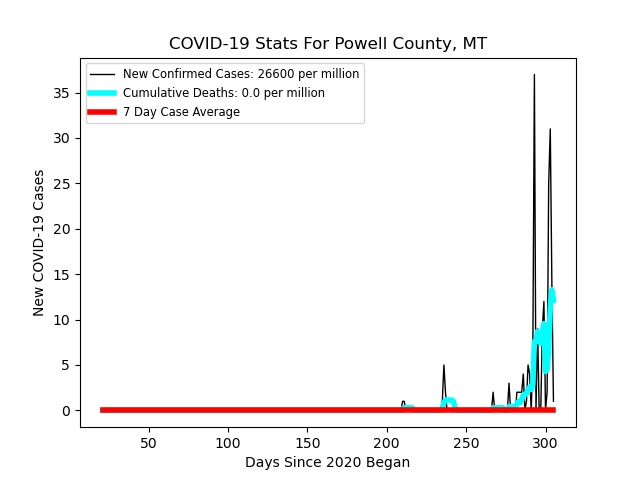 COVID-19 Stats For Powell County, MT
New Confirmed Cases: 26600 per million
Cumulative Deaths: 0.0 per million
7 Day Case Average
New COVID-19 Cases
35
30
25
20
15
10
5
0
50 100 150 200 250 300
Days Since 2020 Began